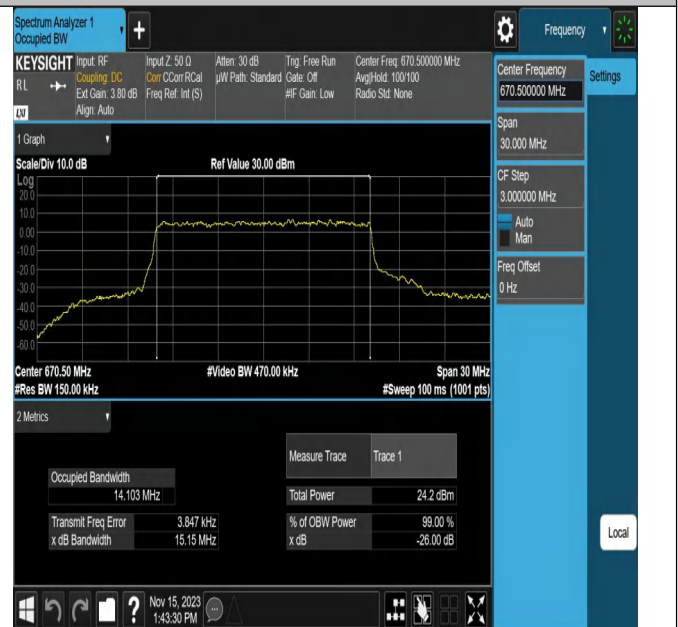 Spectrum Analyzer 1
Occupied BW
+
Frequency
KEYSIGHT
RL
LXI
Input: RF
Coupling: DC
Ext Gain: 3.80 dB
Align: Auto
Input Z: 50 Ω
Corr CCorr RCal
Freq Ref: Int (S)
Atten: 30 dB
µW Path: Standard
Trig: Free Run
Gate: Off
#IF Gain: Low
Center Freq: 670.500000 MHz
Avg|Hold: 100/100
Radio Std: None
Center Frequency
670.500000 MHz
Settings
Span
30.000 MHz
CF Step
3.000000 MHz
Auto
Man
Freq Offset
0 Hz
1 Graph
Scale/Div 10.0 dB
Ref Value 30.00 dBm
Log
20.0
10.0
0.00
-10.0
-20.0
-30.0
-40.0
-50.0
-60.0
Center 670.50 MHz
#Video BW 470.00 kHz
Span 30 MHz
#Res BW 150.00 kHz
#Sweep 100 ms (1001 pts)
2 Metrics
Measure Trace
Trace 1
Occupied Bandwidth
14.103 MHz
Total Power
24.2 dBm
Transmit Freq Error
3.847 kHz
% of OBW Power
99.00 %
x dB Bandwidth
15.15 MHz
x dB
-26.00 dB
Local
?
Nov 15, 2023
1:43:30 PM